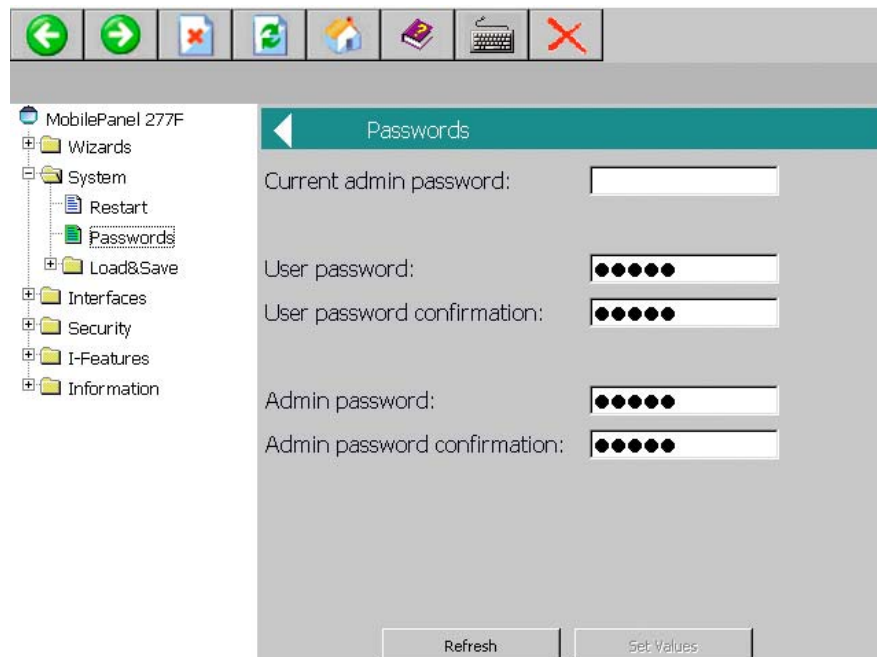 MobilePanel 277F
Wizards
System
Restart
Passwords
Load&Save
Interfaces
Security
I-Features
Information
Passwords
Current admin password:
User password: ●●●●●
User password confirmation: ●●●●●
Admin password: ●●●●●
Admin password confirmation: ●●●●●
Refresh
Set Values